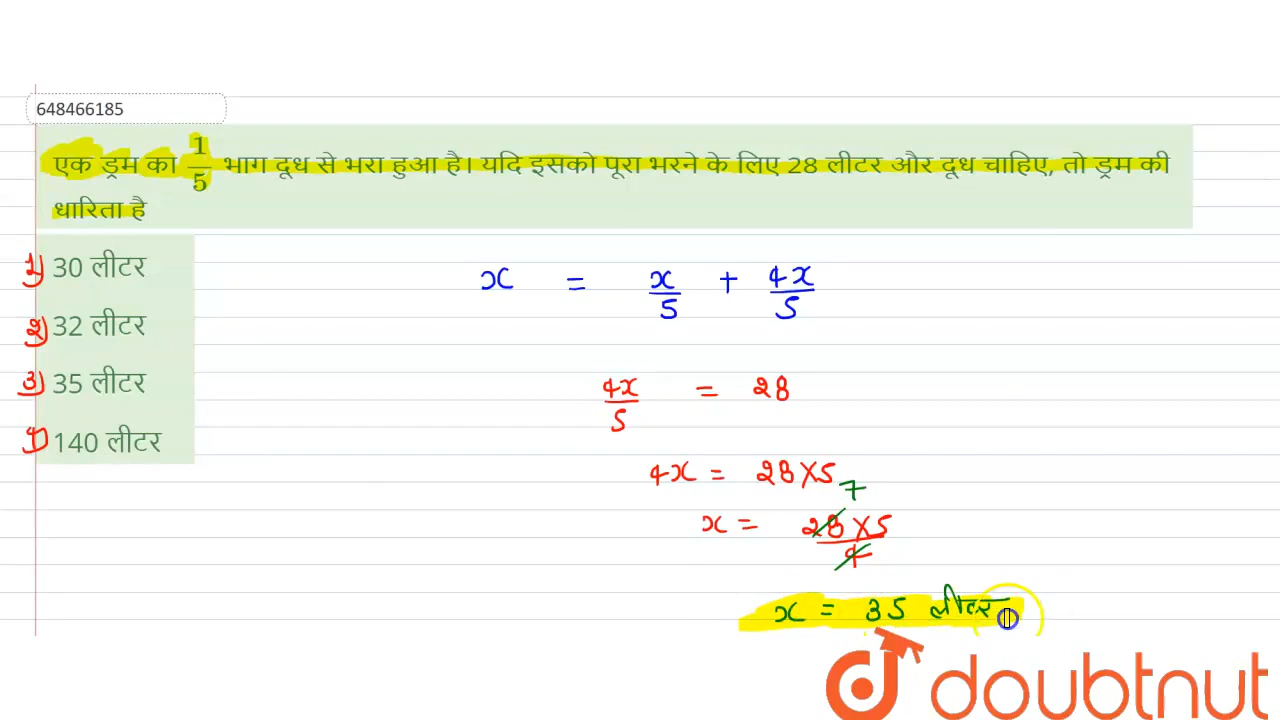 648466185
एक ड्रम का 1/5 भाग दूध से भरा हुआ है। यदि इसको पूरा भरने के लिए 28 लीटर और दूध चाहिए, तो ड्रम की
धारिता है
1) 30 लीटर
2) 32 लीटर
3) 35 लीटर
4) 140 लीटर
x = x/5 + 4x/5
4x/5 = 28
4x = 28×5
7
x = 28×5/4
x = 35 लीटर
doubtnut